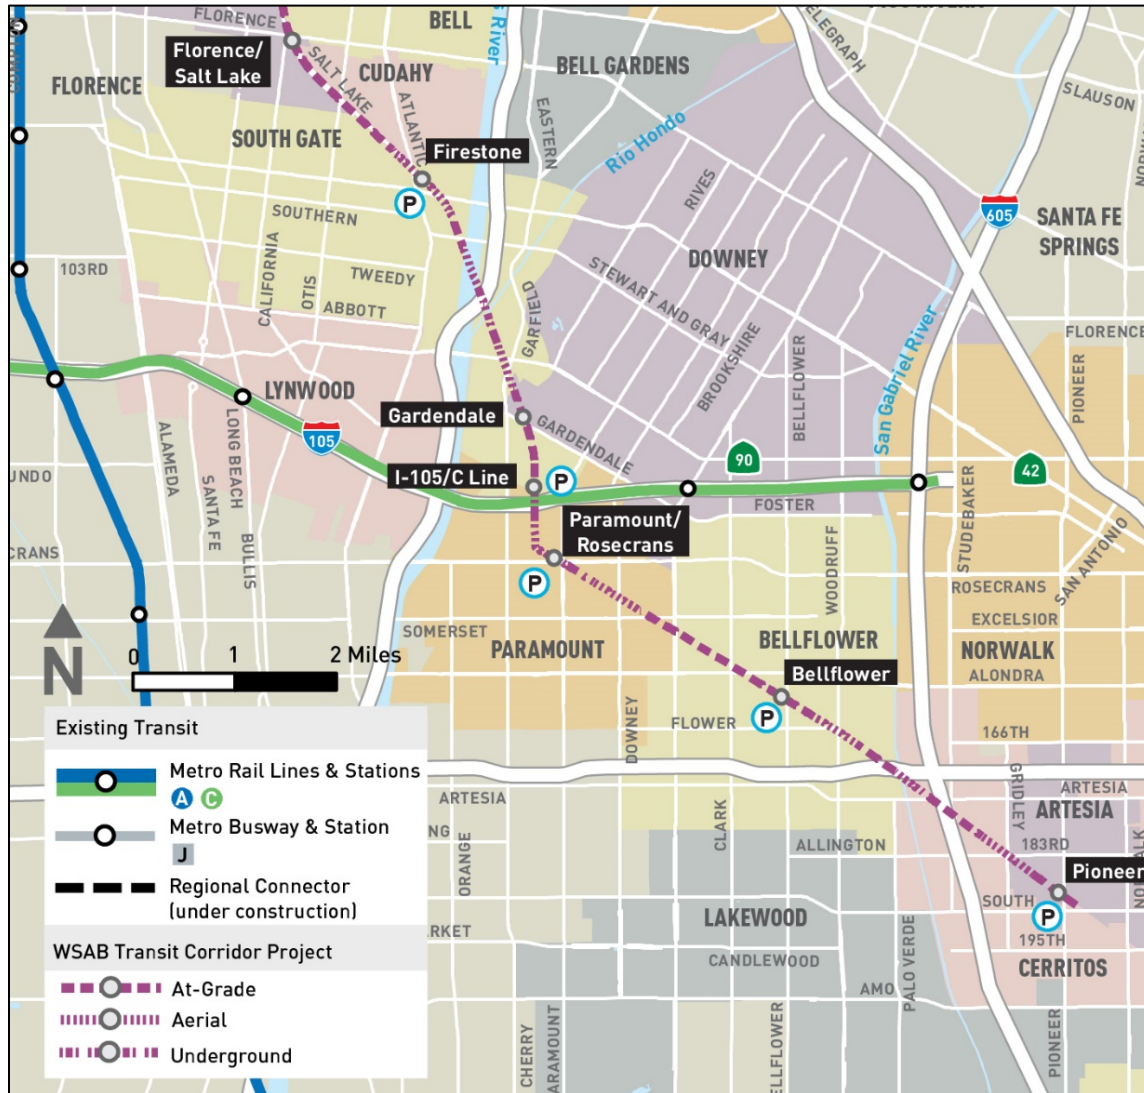 FLORENCE
BELL
s River
TELEGRAPH
Florence/
Salt Lake
SALT LAKE
CUDAHY
BELL GARDENS
FLORENCE
ATLANTIC
EASTERN
SLAUSON
SOUTH GATE
Rio Hondo
Firestone
P
RIVES
605
SANTA FE
SPRINGS
SOUTHERN
CALIFORNIA
OTIS
TWEEDY
DOWNEY
STEWART AND GRAY
103RD
ABBOTT
GARFIELD
BROOKSHIRE
BELLFLOWER
San Gabriel River
FLORENCE
PIONEER
LYNWOOD
105
Gardendale
GARDENDALE
ALAMEDA
LONG BEACH
SANTA FE
BULLIS
I-105/C Line
P
90
42
UNDO
FOSTER
STUDEBAKER
SAN ANTONIO
Paramount/
Rosecrans
P
CRANS
WOODRUFF
ROSECRANS
EXCELSIOR
N
0 1 2 Miles
SOMERSET
PARAMOUNT
BELLFLOWER
NORWALK
ALONDRA
Bellflower
P
DOWNEY
FLOWER
166TH
GRIDLEY
ARTESIA
ARTESIA
ARTESIA
ORANGE
CLARK
ALLINGTON
183RD
Pioneer
SOUTH
P
195TH
LAKEWOOD
CANDLEWOOD
PALO VERDE
CERRITOS
AMO
ARKET
NG
CHERRY
ARAMOUNT
ELLFLOWER
PIONEER
Existing Transit
Metro Rail Lines & Stations
A C
Metro Busway & Station
J
Regional Connector
(under construction)
WSAB Transit Corridor Project
At-Grade
Aerial
Underground